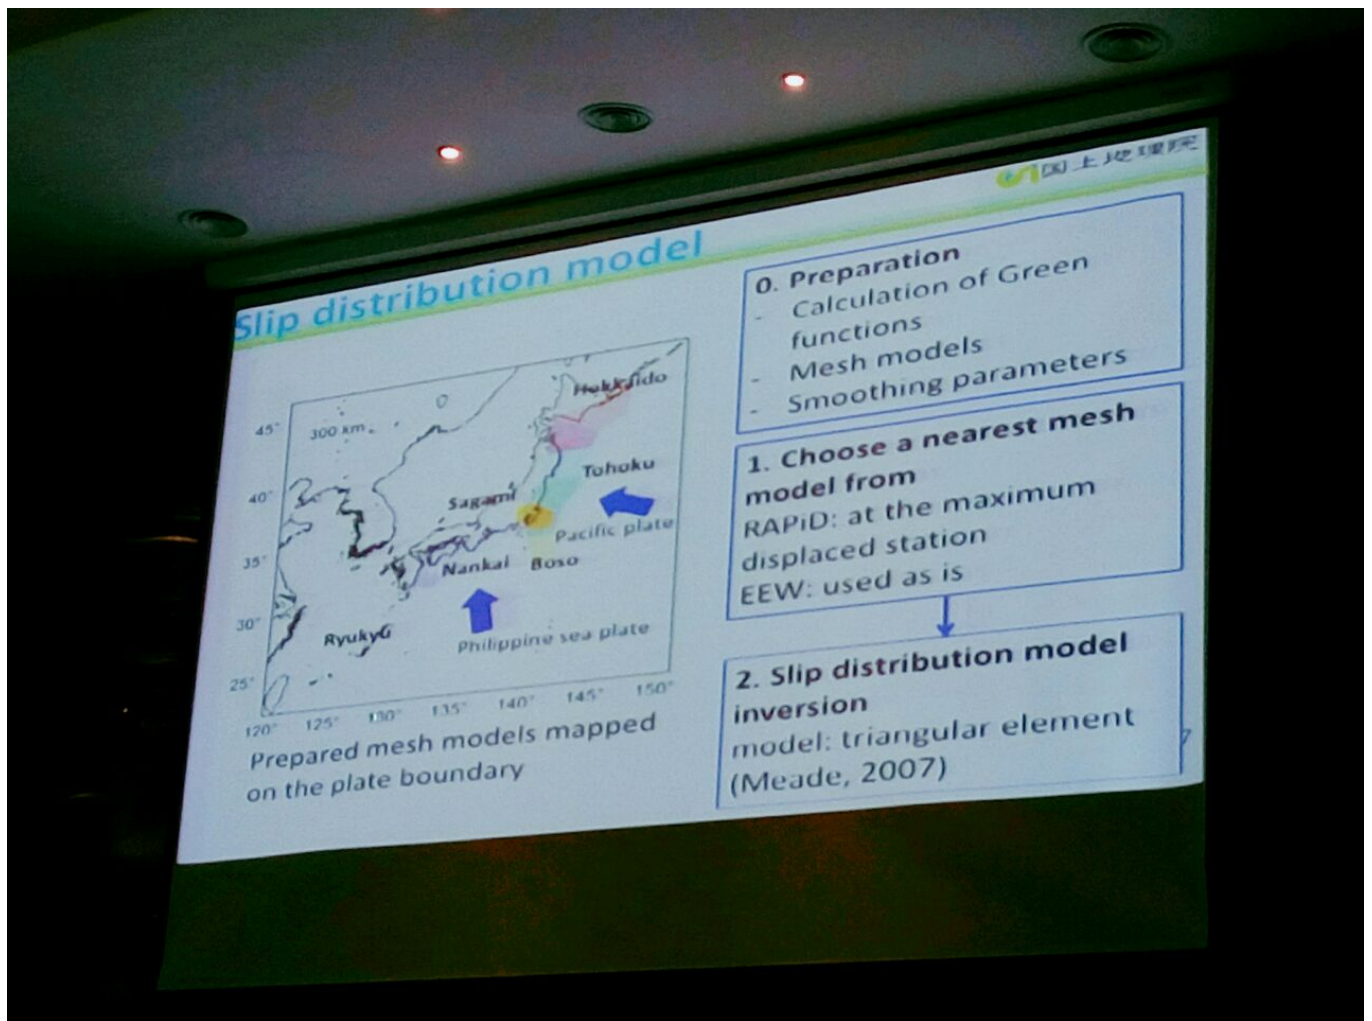 国土地理院
Slip distribution model
Hokkaido
45°
300 km
Tohoku
40°
Sagami
Pacific plate
35°
Nankai
Boso
30°
Ryukyu
Philippine sea plate
25°
120°
125°
130°
135°
140°
145°
150°
Prepared mesh models mapped
on the plate boundary
0. Preparation
- Calculation of Green
functions
- Mesh models
- Smoothing parameters
1. Choose a nearest mesh
model from
RAPiD: at the maximum
displaced station
EEW: used as is
2. Slip distribution model
inversion
model: triangular element
(Meade, 2007)
7